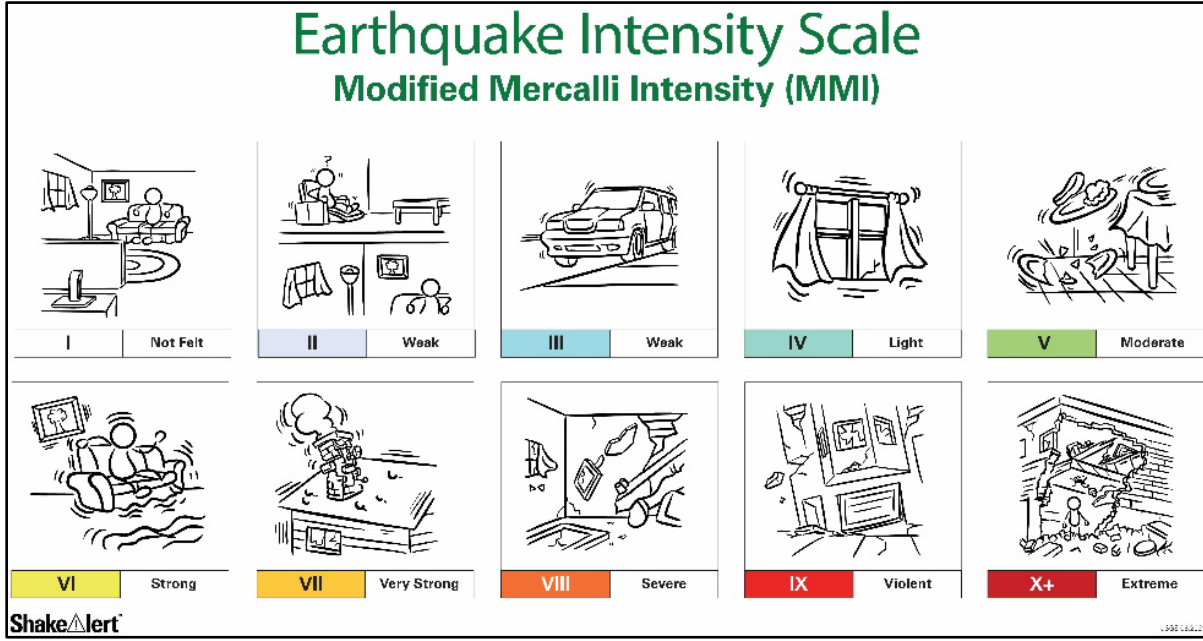 Earthquake Intensity Scale
Modified Mercalli Intensity (MMI)
?
I Not Felt
II Weak
III Weak
IV Light
V Moderate
VI Strong
VII Very Strong
VIII Severe
IX Violent
X+ Extreme
ShakeAlert